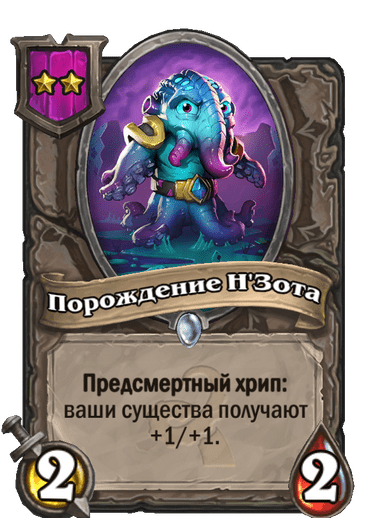 Порождение Н'Зота
Предсмертный хрип:
ваши существа получают
+1/+1.
2
2